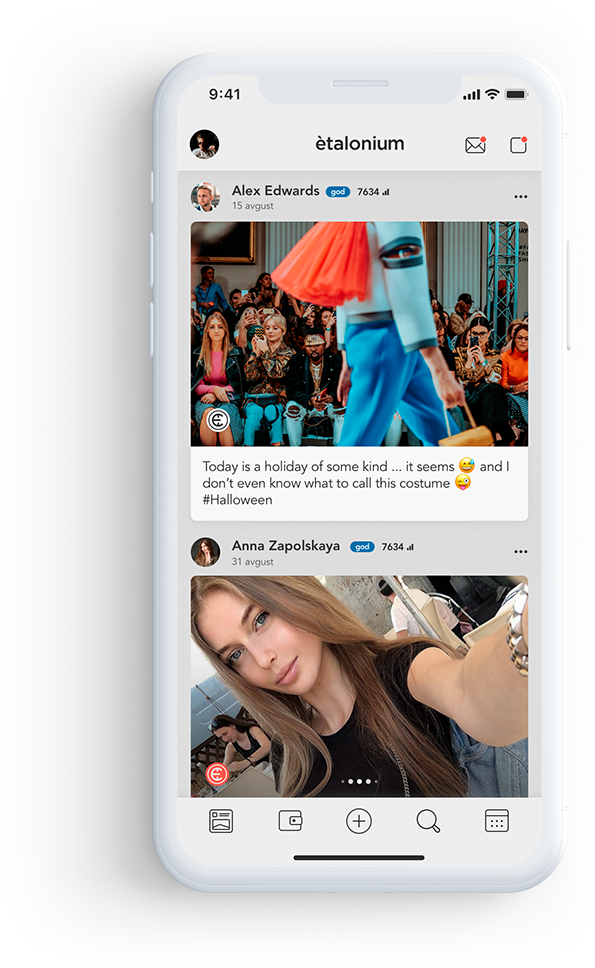 9:41
ètalonium
Alex Edwards god 7634
15 avgust
Today is a holiday of some kind ... it seems 😅 and I
don't even know what to call this costume 😜
#Halloween
Anna Zapolskaya god 7634
31 avgust